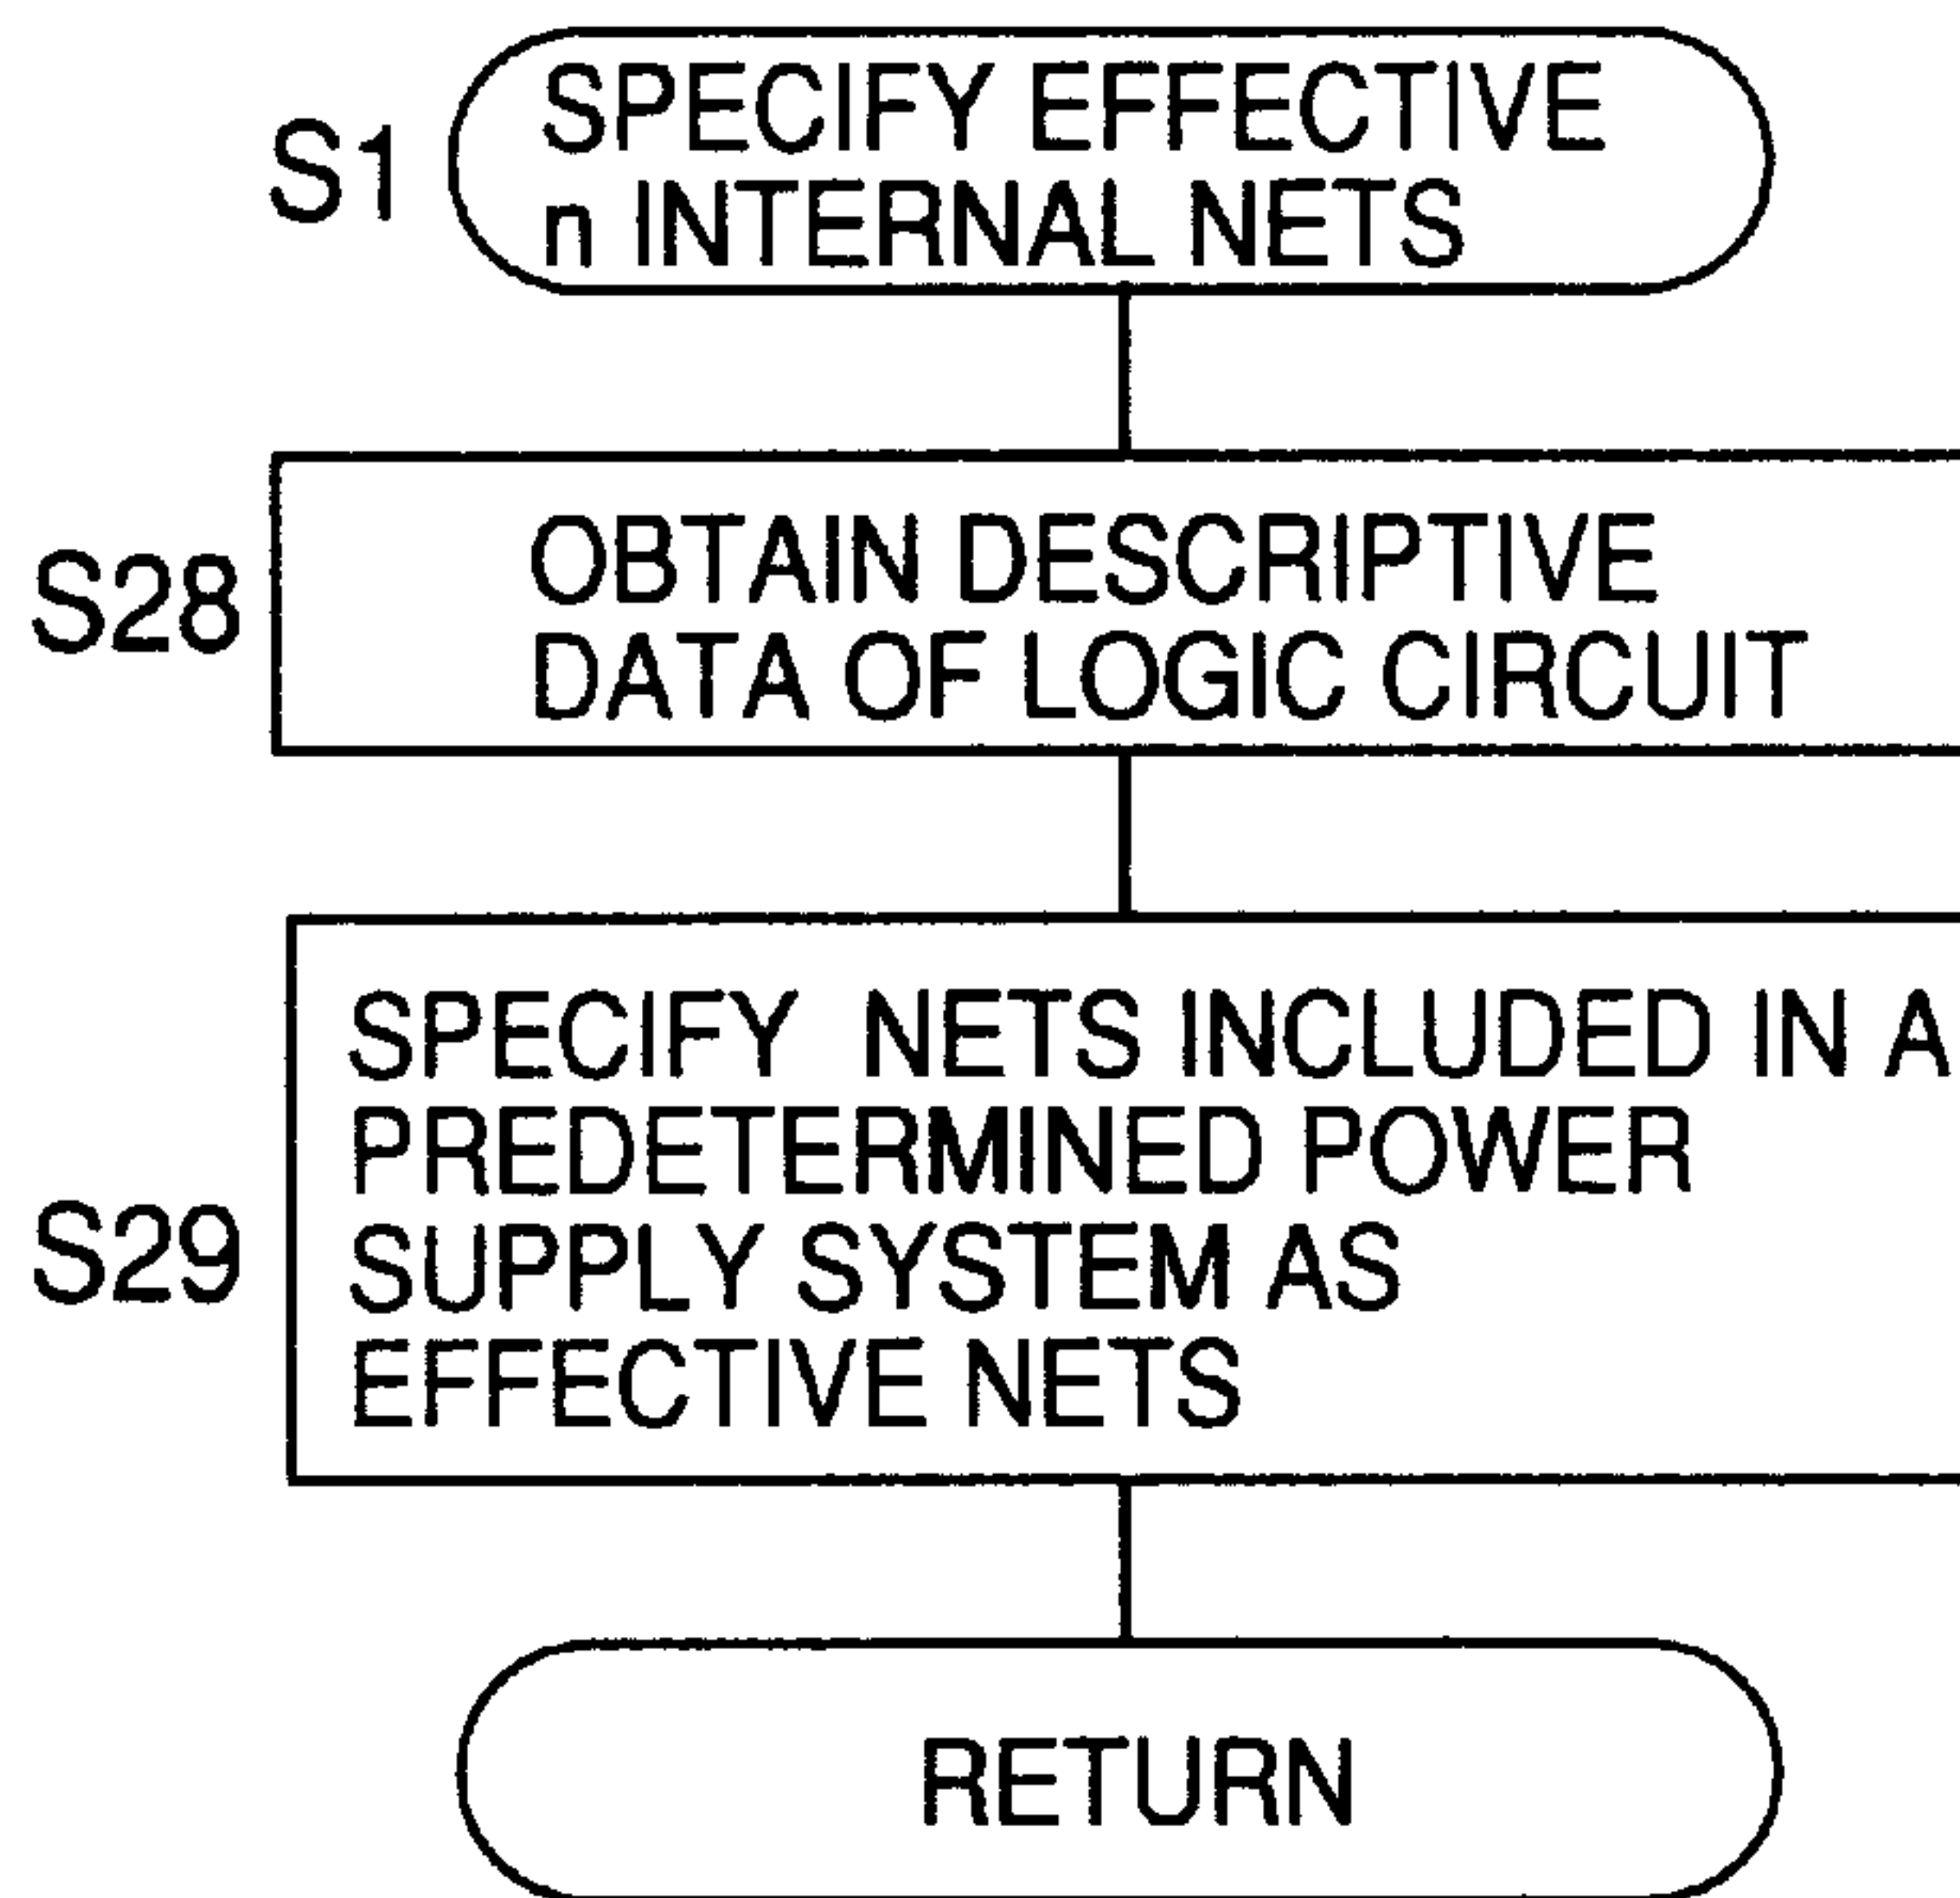 S1
SPECIFY EFFECTIVE
n INTERNAL NETS
S28
OBTAIN DESCRIPTIVE
DATA OF LOGIC CIRCUIT
S29
SPECIFY NETS INCLUDED IN A
PREDETERMINED POWER
SUPPLY SYSTEM AS
EFFECTIVE NETS
RETURN